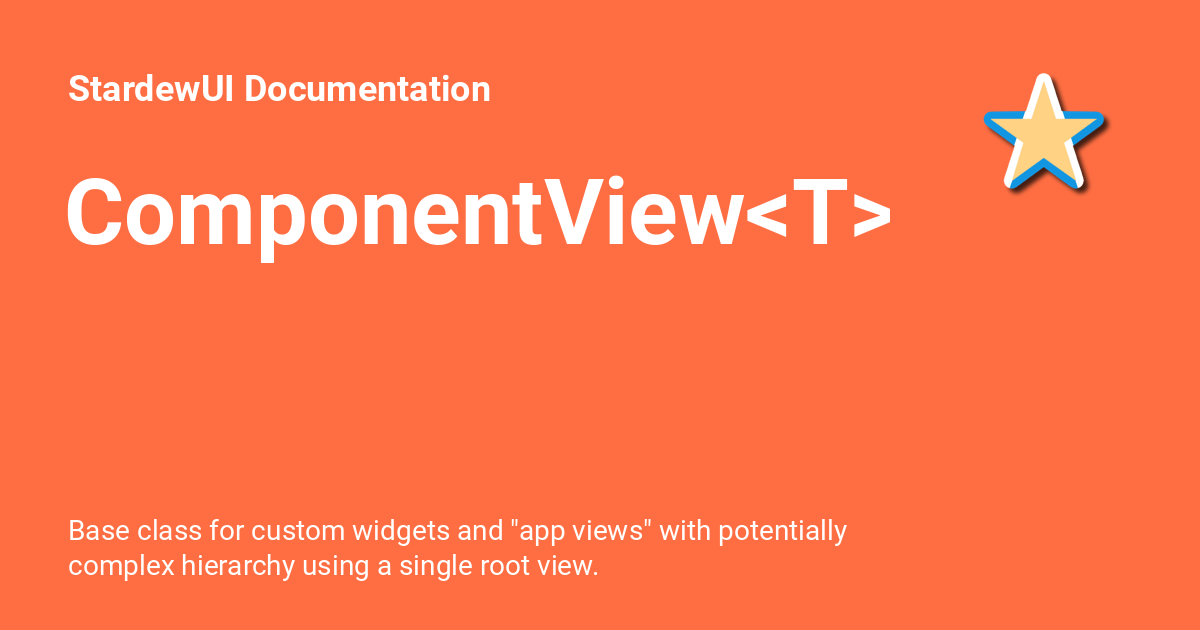 StardewUI Documentation
ComponentView<T>
Base class for custom widgets and "app views" with potentially
complex hierarchy using a single root view.